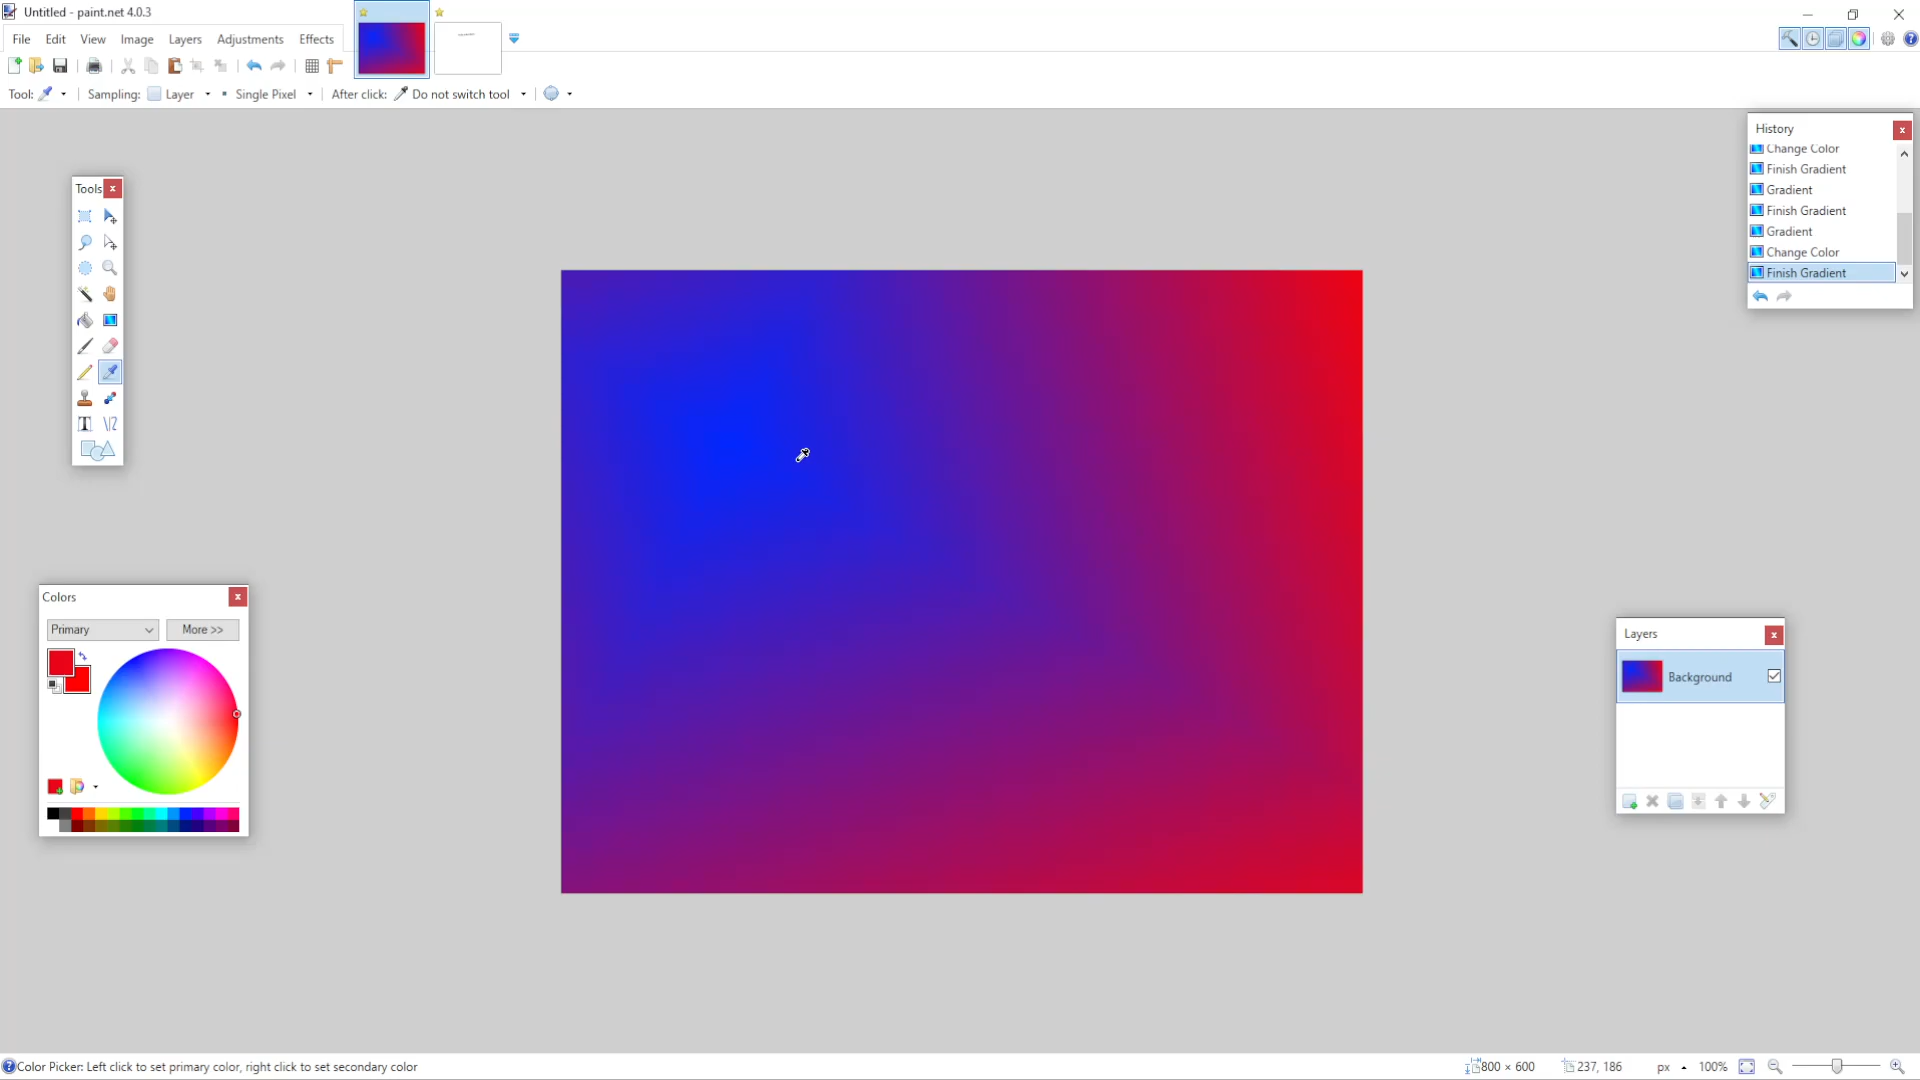 Untitled - paint.net 4.0.3
File Edit View Image Layers Adjustments Effects
Tool: Sampling: Layer Single Pixel After click: Do not switch tool
History
Change Color
Finish Gradient
Gradient
Finish Gradient
Gradient
Change Color
Finish Gradient
Tools
Colors
Primary More >>
Layers
Background
Color Picker: Left click to set primary color, right click to set secondary color 800 × 600 237, 186 px 100%